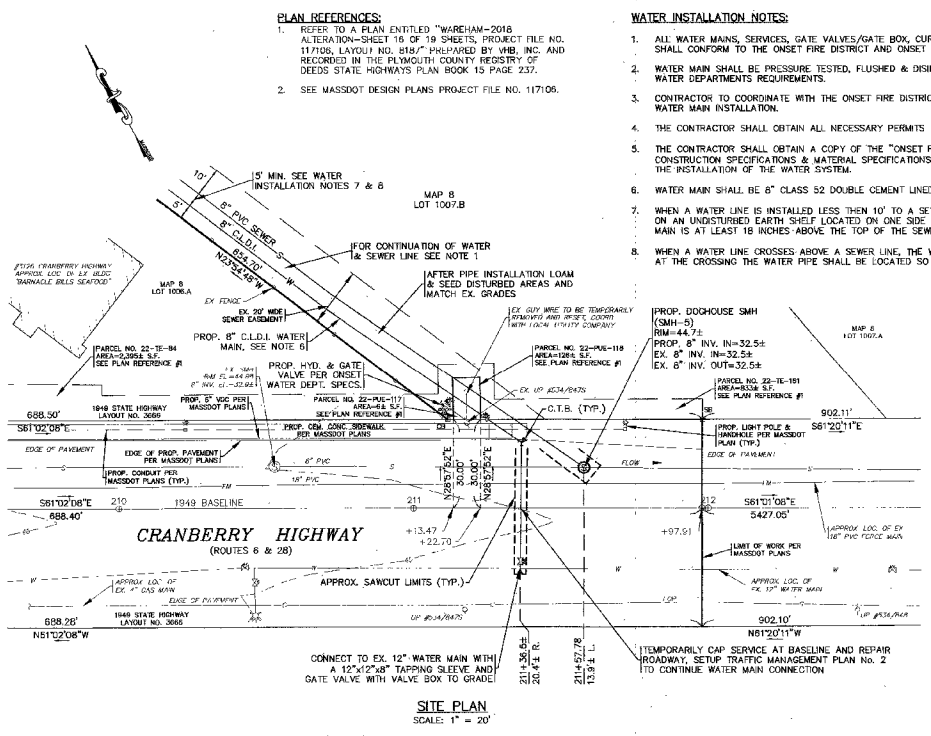 PLAN REFERENCES:
1. REFER TO A PLAN ENTITLED "WAREHAM-2018
ALTERATION-SHEET 16 OF 19 SHEETS, PROJECT FILE NO.
117106, LAYOUT NO. 8187" PREPARED BY VHB, INC. AND
RECORDED IN THE PLYMOUTH COUNTY REGISTRY OF
DEEDS STATE HIGHWAYS PLAN BOOK 15 PAGE 237.
2. SEE MASSDOT DESIGN PLANS PROJECT FILE NO. 117106.
WATER INSTALLATION NOTES:
1. ALL WATER MAINS, SERVICES, GATE VALVES/GATE BOX, CUR
SHALL CONFORM TO THE ONSET FIRE DISTRICT AND ONSET
2. WATER MAIN SHALL BE PRESSURE TESTED, FLUSHED & DISI
WATER DEPARTMENTS REQUIREMENTS.
3. CONTRACTOR TO COORDINATE WITH THE ONSET FIRE DISTRIC
WATER MAIN INSTALLATION.
4. THE CONTRACTOR SHALL OBTAIN ALL NECESSARY PERMITS
5. THE CONTRACTOR SHALL OBTAIN A COPY OF THE "ONSET F
CONSTRUCTION SPECIFICATIONS & MATERIAL SPECIFICATIONS
THE INSTALLATION OF THE WATER SYSTEM.
6. WATER MAIN SHALL BE 8" CLASS 52 DOUBLE CEMENT LINED
7. WHEN A WATER LINE IS INSTALLED LESS THEN 10' TO A SE
ON AN UNDISTURBED EARTH SHELF LOCATED ON ONE SIDE
MAIN IS AT LEAST 18 INCHES ABOVE THE TOP OF THE SEW
8. WHEN A WATER LINE CROSSES ABOVE A SEWER LINE, THE W
AT THE CROSSING THE WATER PIPE SHALL BE LOCATED SO
10'
5'
5' MIN. SEE WATER
INSTALLATION NOTES 7 & 8
MAP 8
LOT 1007.B
8" PVC SEWER
8" C.L.D.I.
854.70'
N23°54'48"W
S
W
FOR CONTINUATION OF WATER
& SEWER LINE SEE NOTE 1
AFTER PIPE INSTALLATION LOAM
& SEED DISTURBED AREAS AND
MATCH EX. GRADES
#3126 CRANBERRY HIGHWAY
APPROX. LOC. OF EX. BLDG
"BARNACLE BILLS SEAFOOD"
MAP 8
LOT 1006.A
EX FENCE
EX. 20' WIDE
SEWER EASEMENT
PROP. 8" C.L.D.I. WATER
MAIN, SEE NOTE 6
EX GUY WIRE TO BE TEMPORARILY
REMOVED AND RESET, COORD
WITH LOCAL UTILITY COMPANY
PROP. DOGHOUSE SMH
(SMH-5)
RIM=44.7±
PROP. 8" INV. IN=32.5±
EX. 8" INV. IN=32.5±
EX. 8" INV. OUT=32.5±
MAP 8
LOT 1007.A
PARCEL NO. 22-TE-84
AREA=2,395± S.F.
SEE PLAN REFERENCE #1
PROP. HYD. & GATE
VALVE PER ONSET
WATER DEPT. SPECS.
PARCEL NO. 22-PUE-118
AREA=126± S.F.
SEE PLAN REFERENCE #1
PARCEL NO. 22-TE-181
AREA=833± S.F.
SEE PLAN REFERENCE #1
EX. SMH
PARCEL NO. 22-PUE-117
AREA=6± S.F.
SEE PLAN REFERENCE #1
EX. UP #534/847S
C.T.B. (TYP.)
688.50'
S61°02'08"E
1949 STATE HIGHWAY
LAYOUT NO. 3666
PROP. 6" VGC PER
MASSDOT PLANS
PROP. CEM. CONC. SIDEWALK
PER MASSDOT PLANS
902.11'
S61°20'11"E
SB
PROP. LIGHT POLE &
HANDHOLE PER MASSDOT
PLAN (TYP.)
EDGE OF PAVEMENT
EDGE OF PROP. PAVEMENT
PER MASSDOT PLANS
EDGE OF PAVEMENT
PROP. CONDUIT PER
MASSDOT PLANS (TYP.)
8" PVC
18" PVC
FM
S
FLOW
N28°57'52"E
30.00'
30.00'
N28°57'52"E
S61°02'08"E
688.40'
210
1949 BASELINE
211
212
S61°01'08"E
5427.05'
+13.47
+22.70
+97.91
CRANBERRY HIGHWAY
(ROUTES 6 & 28)
APPROX. LOC. OF EX
18" PVC FORCE MAIN
LIMIT OF WORK PER
MASSDOT PLANS
APPROX. SAWCUT LIMITS (TYP.)
APPROX. LOC. OF
EX. 4" GAS MAIN
EDGE OF PAVEMENT
APPROX. LOC. OF
EX. 12" WATER MAIN
688.28'
N51°02'08"W
1949 STATE HIGHWAY
LAYOUT NO. 3666
UP #534/847S
902.10'
N61°20'11"W
UP #534/848
CONNECT TO EX. 12" WATER MAIN WITH
A 12"x12"x8" TAPPING SLEEVE AND
GATE VALVE WITH VALVE BOX TO GRADE
211+36.6±
20.4± R.
211+57.78
13.9± L.
TEMPORARILY CAP SERVICE AT BASELINE AND REPAIR
ROADWAY, SETUP TRAFFIC MANAGEMENT PLAN No. 2
TO CONTINUE WATER MAIN CONNECTION
SITE PLAN
SCALE: 1" = 20'